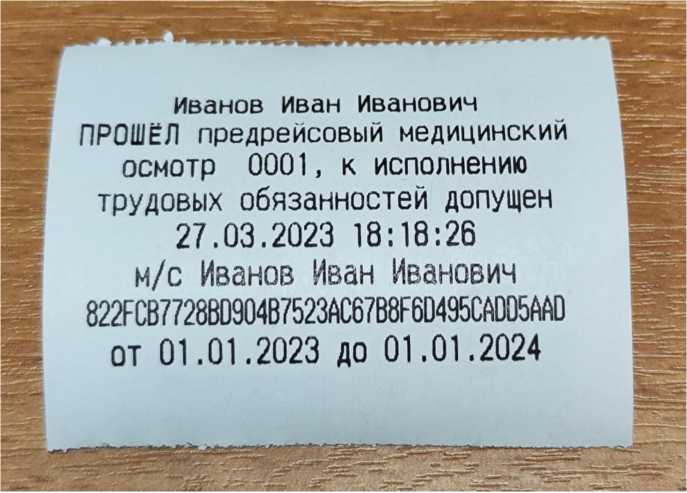 Иванов Иван Иванович
ПРОШЁЛ предрейсовый медицинский
осмотр 0001, к исполнению
трудовых обязанностей допущен
27.03.2023 18:18:26
м/с Иванов Иван Иванович
822FCB7728BD904B7523AC67B8F6D495CADD5AAD
от 01.01.2023 до 01.01.2024